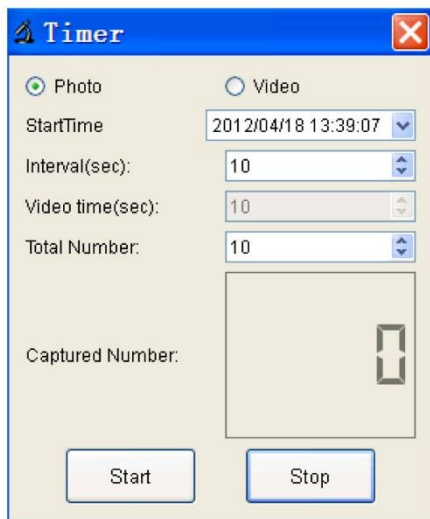 Timer
Photo Video
StartTime 2012/04/18 13:39:07
Interval(sec): 10
Video time(sec): 10
Total Number: 10
Captured Number: 0
Start Stop